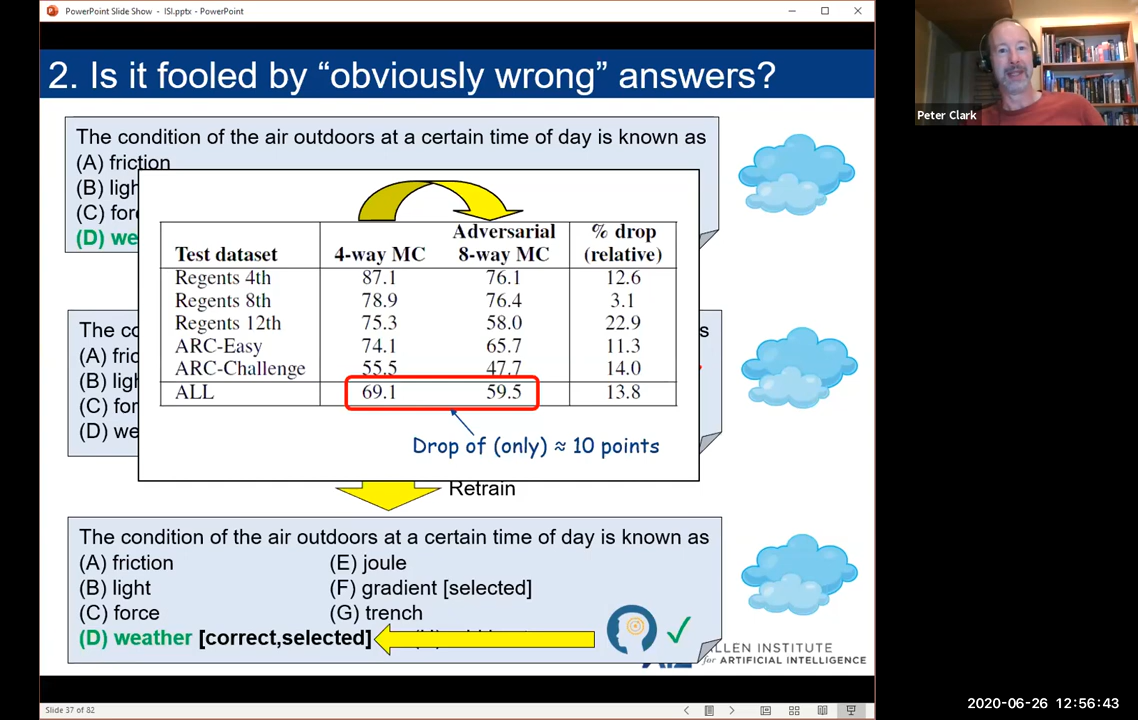 PowerPoint Slide Show - ISI.pptx - PowerPoint
2. Is it fooled by “obviously wrong” answers?
The condition of the air outdoors at a certain time of day is known as
(A) friction
(B) ligh
(C) for
(D) we
Test dataset 4-way MC Adversarial 8-way MC % drop (relative)
Regents 4th 87.1 76.1 12.6
Regents 8th 78.9 76.4 3.1
Regents 12th 75.3 58.0 22.9
ARC-Easy 74.1 65.7 11.3
ARC-Challenge 55.5 47.7 14.0
ALL 69.1 59.5 13.8
Drop of (only) ≈ 10 points
The co
s
(A) fric
(B) ligh
(C) for
(D) we
Retrain
The condition of the air outdoors at a certain time of day is known as
(A) friction (E) joule
(B) light (F) gradient [selected]
(C) force (G) trench
(D) weather [correct,selected]
LLEN INSTITUTE
for ARTIFICIAL INTELLIGENCE
Slide 37 of 82
Peter Clark
2020-06-26 12:56:43